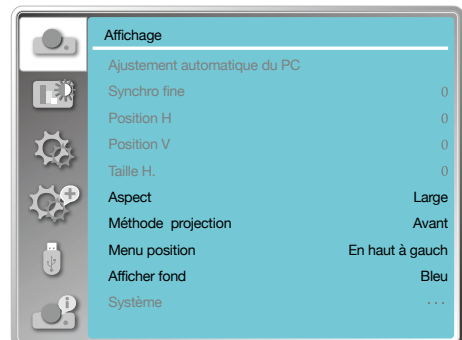 Affichage
Ajustement automatique du PC
Synchro fine 0
Position H 0
Position V 0
Taille H. 0
Aspect Large
Méthode projection Avant
Menu position En haut à gauch
Afficher fond Bleu
Système ...